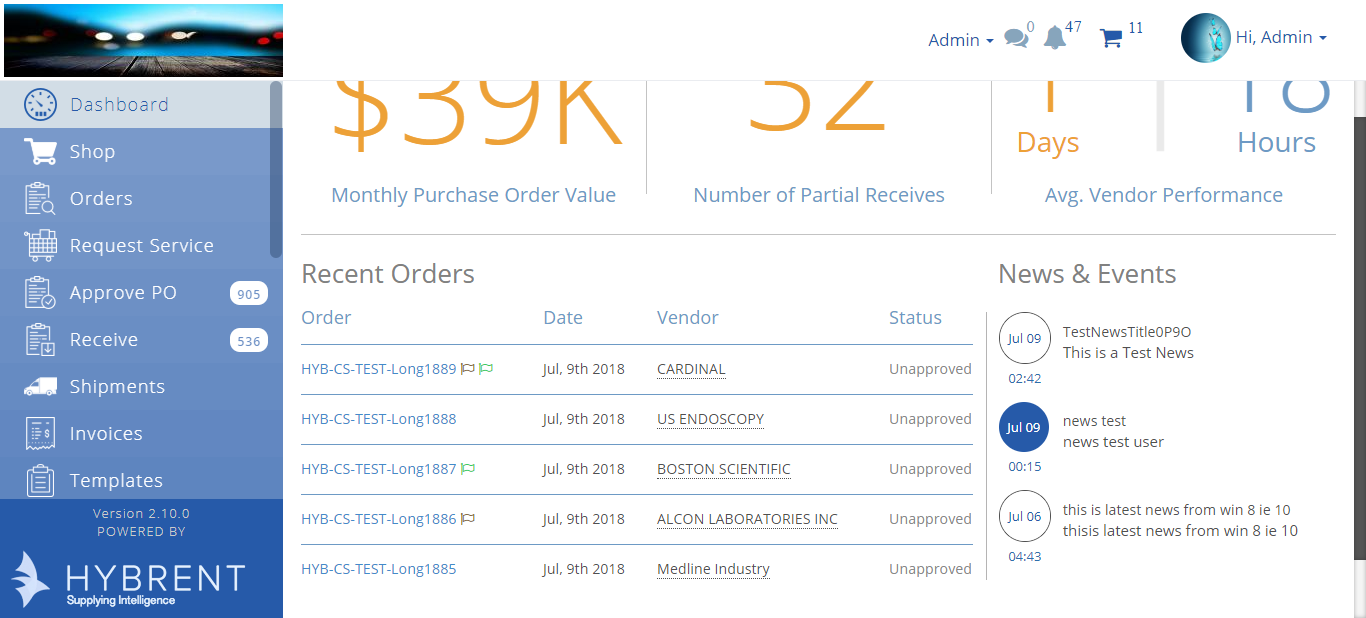 Admin 0 47 11 Hi, Admin
Dashboard
Shop
Orders
Request Service
Approve PO 905
Receive 536
Shipments
Invoices
Templates
Version 2.10.0
POWERED BY
HYBRENT
Supplying Intelligence
$39K
Monthly Purchase Order Value
Number of Partial Receives
Days
Hours
Avg. Vendor Performance
Recent Orders
Order Date Vendor Status
HYB-CS-TEST-Long1889 Jul, 9th 2018 CARDINAL Unapproved
HYB-CS-TEST-Long1888 Jul, 9th 2018 US ENDOSCOPY Unapproved
HYB-CS-TEST-Long1887 Jul, 9th 2018 BOSTON SCIENTIFIC Unapproved
HYB-CS-TEST-Long1886 Jul, 9th 2018 ALCON LABORATORIES INC Unapproved
HYB-CS-TEST-Long1885 Jul, 9th 2018 Medline Industry Unapproved
News & Events
Jul 09
02:42
TestNewsTitle0P9O
This is a Test News
Jul 09
00:15
news test
news test user
Jul 06
04:43
this is latest news from win 8 ie 10
thisis latest news from win 8 ie 10